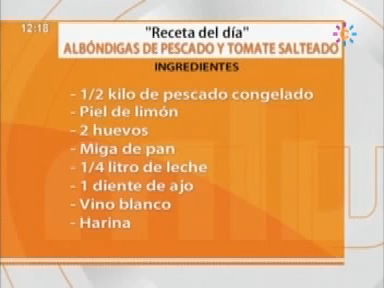 12:18
"Receta del día"
ALBÓNDIGAS DE PESCADO Y TOMATE SALTEADO
INGREDIENTES
- 1/2 kilo de pescado congelado
- Piel de limón
- 2 huevos
- Miga de pan
- 1/4 litro de leche
- 1 diente de ajo
- Vino blanco
- Harina